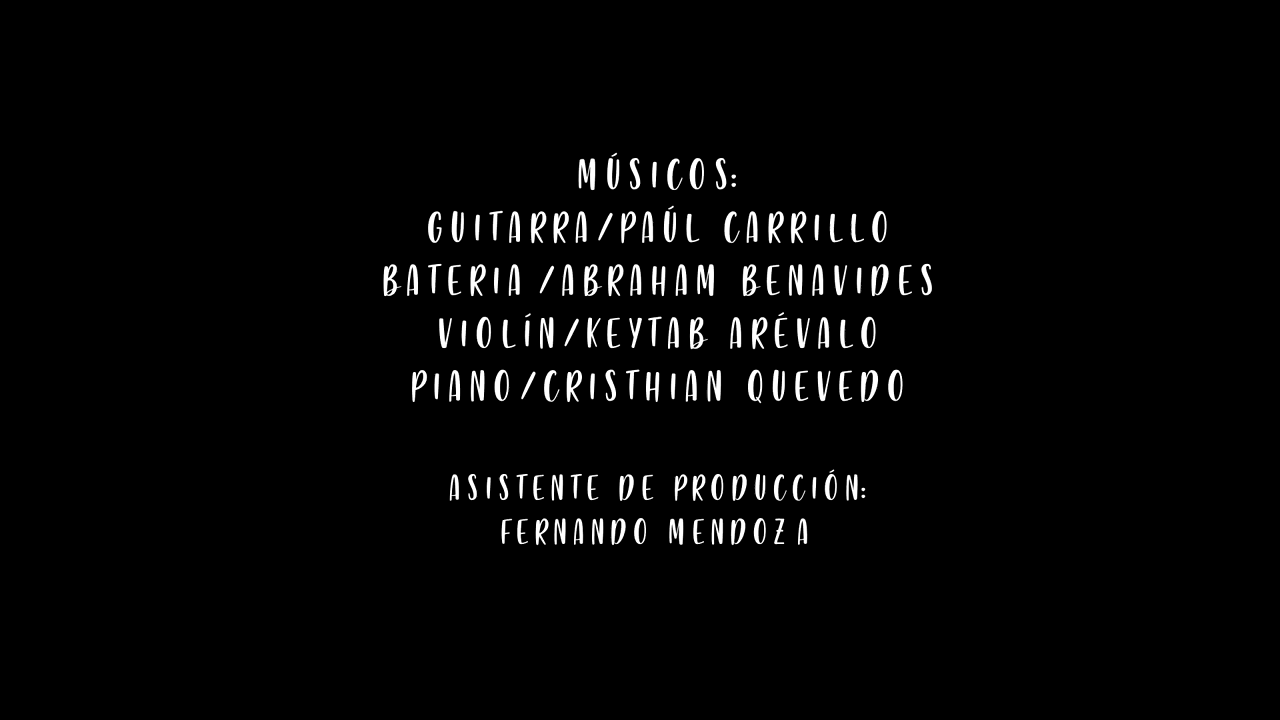 MÚSICOS:
GUITARRA/PAÚL CARRILLO
BATERIA /ABRAHAM BENAVIDES
VIOLÍN/KEYTAB ARÉVALO
PIANO/CRISTHIAN QUEVEDO
ASISTENTE DE PRODUCCIÓN:
FERNANDO MENDOZA